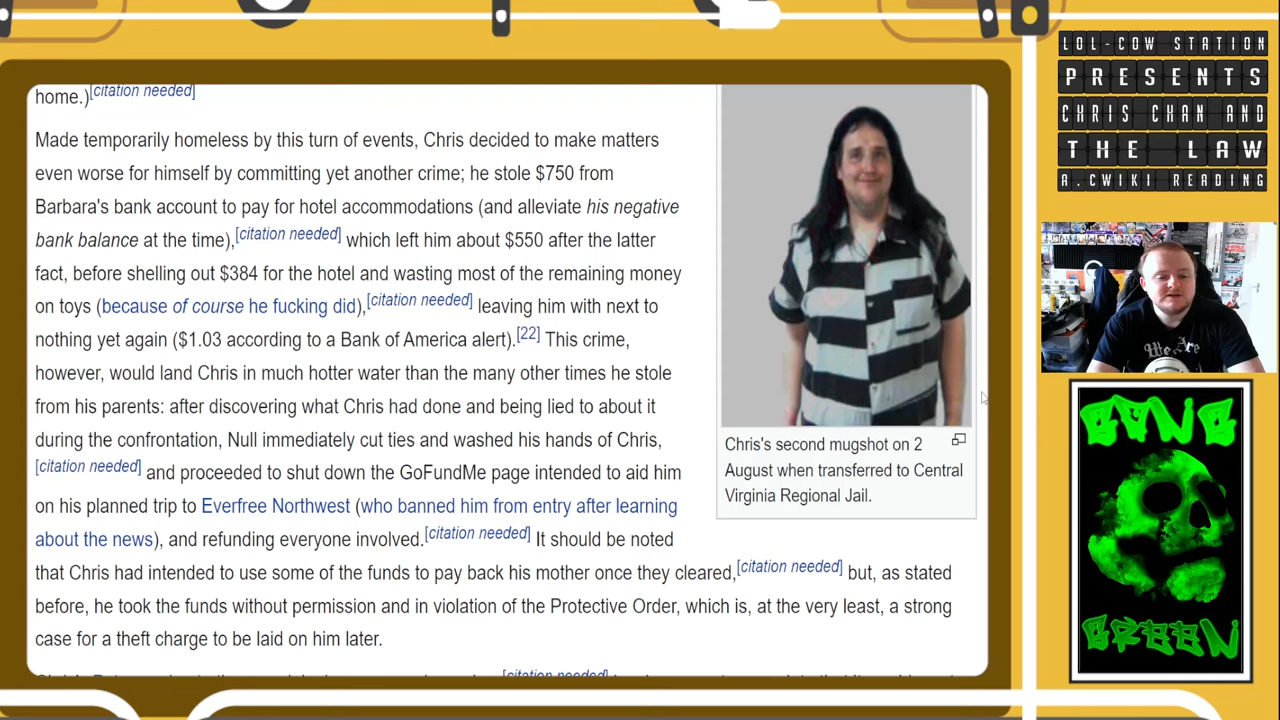 home.)[citation needed]
Made temporarily homeless by this turn of events, Chris decided to make matters
even worse for himself by committing yet another crime; he stole $750 from
Barbara's bank account to pay for hotel accommodations (and alleviate his negative
bank balance at the time),[citation needed] which left him about $550 after the latter
fact, before shelling out $384 for the hotel and wasting most of the remaining money
on toys (because of course he fucking did),[citation needed] leaving him with next to
nothing yet again ($1.03 according to a Bank of America alert).[22] This crime,
however, would land Chris in much hotter water than the many other times he stole
from his parents: after discovering what Chris had done and being lied to about it
during the confrontation, Null immediately cut ties and washed his hands of Chris,
[citation needed] and proceeded to shut down the GoFundMe page intended to aid him
on his planned trip to Everfree Northwest (who banned him from entry after learning
about the news), and refunding everyone involved.[citation needed] It should be noted
that Chris had intended to use some of the funds to pay back his mother once they cleared,[citation needed] but, as stated
before, he took the funds without permission and in violation of the Protective Order, which is, at the very least, a strong
case for a theft charge to be laid on him later.
Chris's second mugshot on 2
August when transferred to Central
Virginia Regional Jail.
LOL-COW STATION
PRESENTS
CHRIS CHAN AND
THE LAW
A.CWIKI READING
We Are
GANG
GREEN